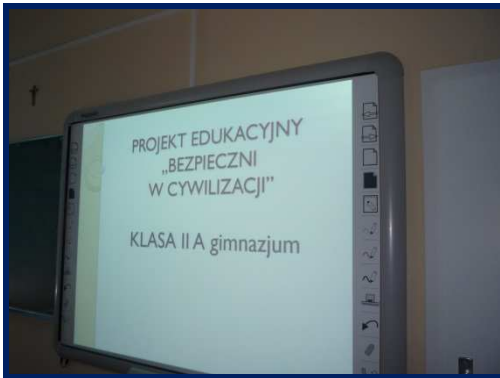 PROJEKT EDUKACYJNY
„BEZPIECZNI
W CYWILIZACJI”
KLASA II A gimnazjum